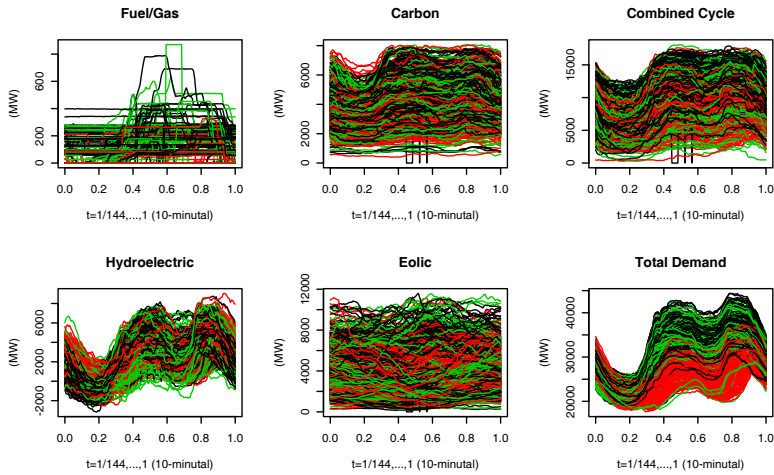 Fuel/Gas Carbon Combined Cycle
(MW) (MW) (MW)
600 6000 15000
200 4000 5000
0 2000 0
0
0.0 0.2 0.4 0.6 0.8 1.0 0.0 0.2 0.4 0.6 0.8 1.0 0.0 0.2 0.4 0.6 0.8 1.0
t=1/144,...,1 (10-minutal) t=1/144,...,1 (10-minutal) t=1/144,...,1 (10-minutal)
Hydroelectric Eolic Total Demand
(MW) (MW) (MW)
6000 12000 40000
2000 8000 30000
-2000 4000 20000
0
0.0 0.2 0.4 0.6 0.8 1.0 0.0 0.2 0.4 0.6 0.8 1.0 0.0 0.2 0.4 0.6 0.8 1.0
t=1/144,...,1 (10-minutal) t=1/144,...,1 (10-minutal) t=1/144,...,1 (10-minutal)